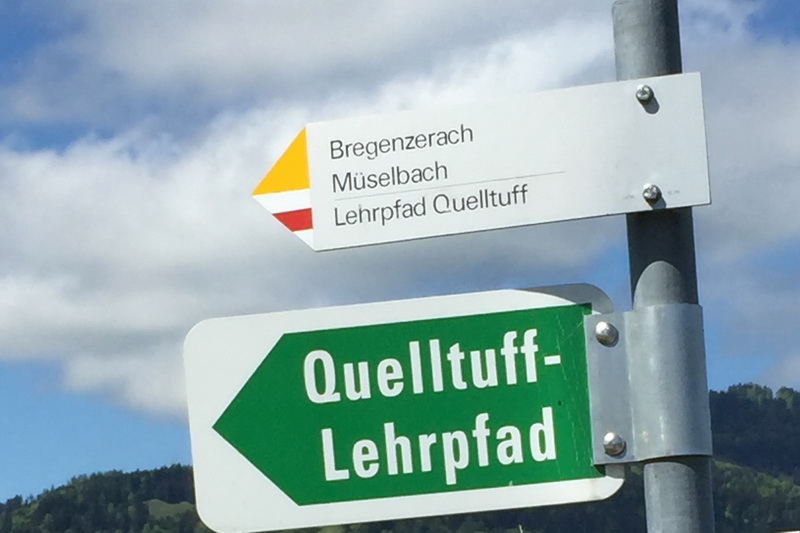 Bregenzerach
Müselbach
Lehrpfad Quelltuff
Quelltuff-
Lehrpfad